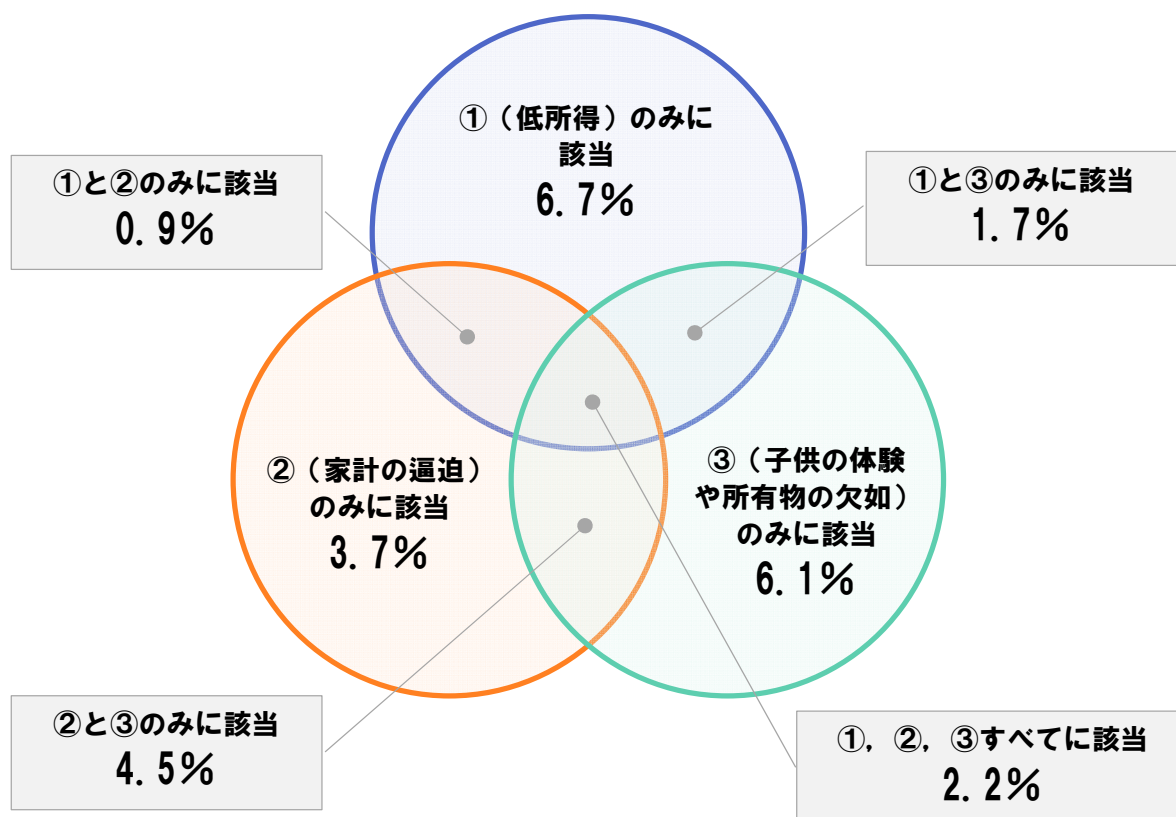 ①（低所得）のみに
該当
6.7％
①と②のみに該当
0.9％
①と③のみに該当
1.7％
②（家計の逼迫）
のみに該当
3.7％
③（子供の体験
や所有物の欠如）
のみに該当
6.1％
②と③のみに該当
4.5％
①，②，③すべてに該当
2.2％